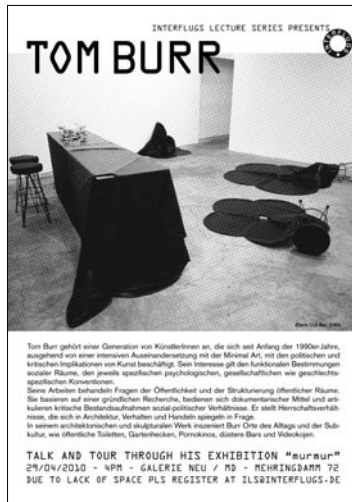 INTERFLUGS LECTURE SERIES PRESENTS
TOM BURR
Tom Burr gehört einer Generation von KünstlerInnen an, die sich seit Anfang der 1990er-Jahre,
ausgehend von einer intensiven Auseinandersetzung mit der Minimal Art, mit den politischen und
kritischen Implikationen von Kunst beschäftigt. Sein Interesse gilt den funktionalen Bestimmungen
sozialer Räume, den jeweils spezifischen psychologischen, gesellschaftlichen wie geschlechts-
spezifischen Konventionen.
Seine Arbeiten behandeln Fragen der Öffentlichkeit und der Strukturierung öffentlicher Räume.
Sie basieren auf einer gründlichen Recherche, bedienen sich dokumentarischer Mittel und arti-
kulieren kritische Bestandsaufnahmen sozial-politischer Verhältnisse. Er stellt Herrschaftsverhält-
nisse, die sich in Architektur, Verhalten und Handeln spiegeln in Frage.
In seinem architektonischen und skulpturalen Werk inszeniert Burr Orte des Alltags und der Sub-
kultur, wie öffentliche Toiletten, Gartenhecken, Pornokinos, düstere Bars und Videokojen.
TALK AND TOUR THROUGH HIS EXHIBITION "murmur"
29/04/2010 - 4PM - GALERIE NEU / MD - MEHRINGDAMM 72
DUE TO LACK OF SPACE PLS REGISTER AT ILS@INTERFLUGS.DE